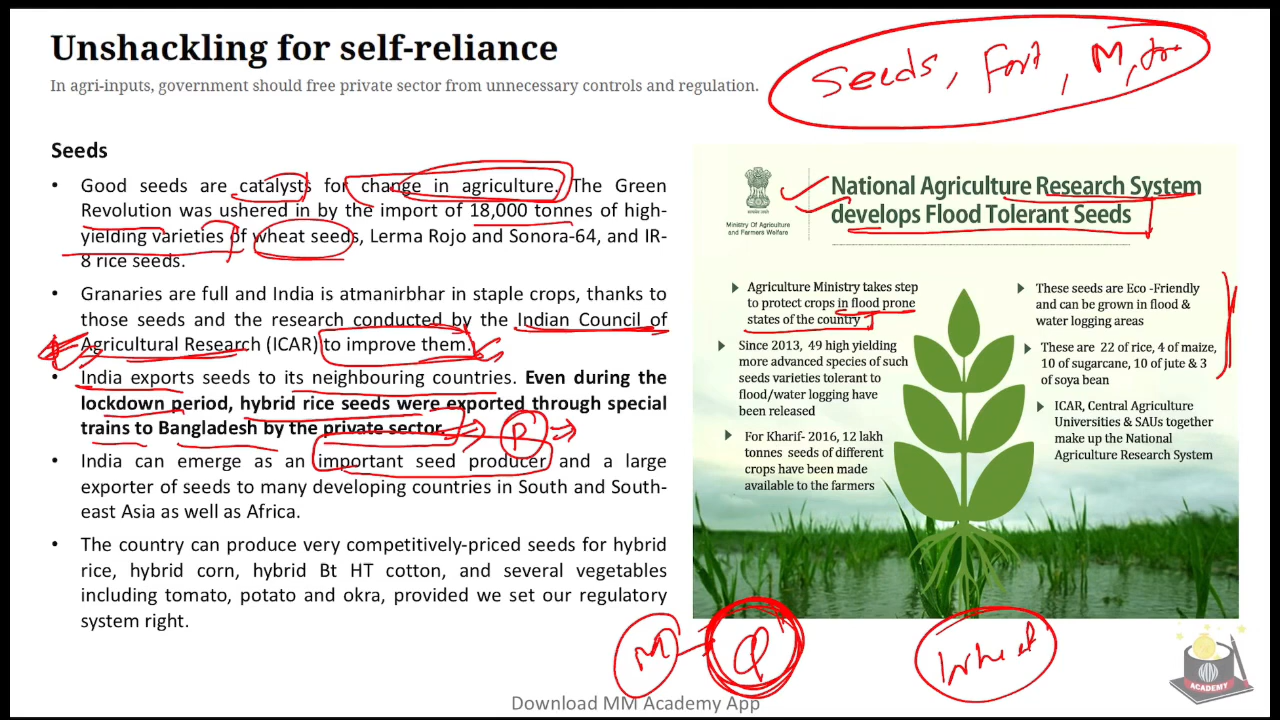 Unshackling for self-reliance
In agri-inputs, government should free private sector from unnecessary controls and regulation.
Seeds, Fert, M,
Seeds
• Good seeds are catalysts for change in agriculture. The Green
Revolution was ushered in by the import of 18,000 tonnes of high-
yielding varieties of wheat seeds, Lerma Rojo and Sonora-64, and IR-
8 rice seeds.
• Granaries are full and India is atmanirbhar in staple crops, thanks to
those seeds and the research conducted by the Indian Council of
Agricultural Research (ICAR) to improve them.
• India exports seeds to its neighbouring countries. Even during the
lockdown period, hybrid rice seeds were exported through special
trains to Bangladesh by the private sector.
P
• India can emerge as an important seed producer and a large
exporter of seeds to many developing countries in South and South-
east Asia as well as Africa.
• The country can produce very competitively-priced seeds for hybrid
rice, hybrid corn, hybrid Bt HT cotton, and several vegetables
including tomato, potato and okra, provided we set our regulatory
system right.
Ministry Of Agriculture
and Farmers Welfare
National Agriculture Research System
develops Flood Tolerant Seeds
Agriculture Ministry takes step
to protect crops in flood prone
states of the country
Since 2013, 49 high yielding
more advanced species of such
seeds varieties tolerant to
flood/water logging have
been released
For Kharif- 2016, 12 lakh
tonnes seeds of different
crops have been made
available to the farmers
These seeds are Eco -Friendly
and can be grown in flood &
water logging areas
These are 22 of rice, 4 of maize,
10 of sugarcane, 10 of jute & 3
of soya bean
ICAR, Central Agriculture
Universities & SAUs together
make up the National
Agriculture Research System
M
Q
Wheat
ACADEMY
Download MM Academy App